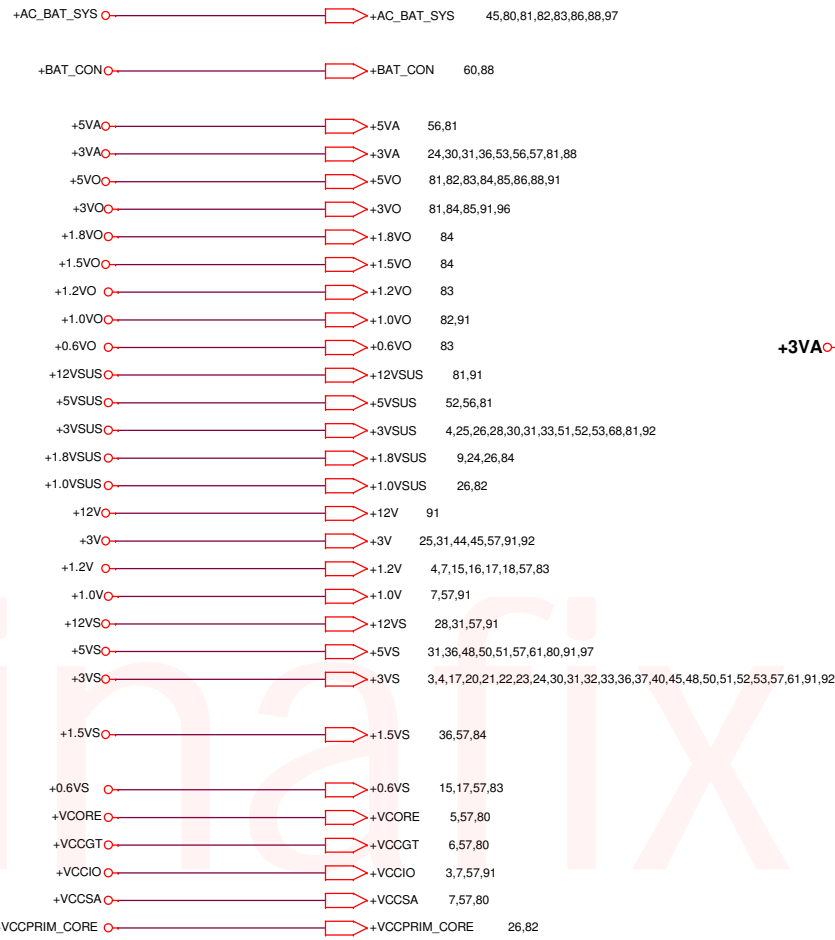 +AC_BAT_SYS +AC_BAT_SYS 45,80,81,82,83,86,88,97
+BAT_CON +BAT_CON 60,88
+5VA +5VA 56,81
+3VA +3VA 24,30,31,36,53,56,57,81,88
+5VO +5VO 81,82,83,84,85,86,88,91
+3VO +3VO 81,84,85,91,96
+1.8VO +1.8VO 84
+1.5VO +1.5VO 84
+1.2VO +1.2VO 83
+1.0VO +1.0VO 82,91
+0.6VO +0.6VO 83
+3VA
+12VSUS +12VSUS 81,91
+5VSUS +5VSUS 52,56,81
+3VSUS +3VSUS 4,25,26,28,30,31,33,51,52,53,68,81,92
+1.8VSUS +1.8VSUS 9,24,26,84
+1.0VSUS +1.0VSUS 26,82
+12V +12V 91
+3V +3V 25,31,44,45,57,91,92
+1.2V +1.2V 4,7,15,16,17,18,57,83
+1.0V +1.0V 7,57,91
+12VS +12VS 28,31,57,91
+5VS +5VS 31,36,48,50,51,57,61,80,91,97
+3VS +3VS 3,4,17,20,21,22,23,24,30,31,32,33,36,37,40,45,48,50,51,52,53,57,61,91,92
+1.5VS +1.5VS 36,57,84
+0.6VS +0.6VS 15,17,57,83
+VCORE +VCORE 5,57,80
+VCCGT +VCCGT 6,57,80
+VCCIO +VCCIO 3,7,57,91
+VCCSA +VCCSA 7,57,80
VCCPRIM_CORE +VCCPRIM_CORE 26,82
inafix